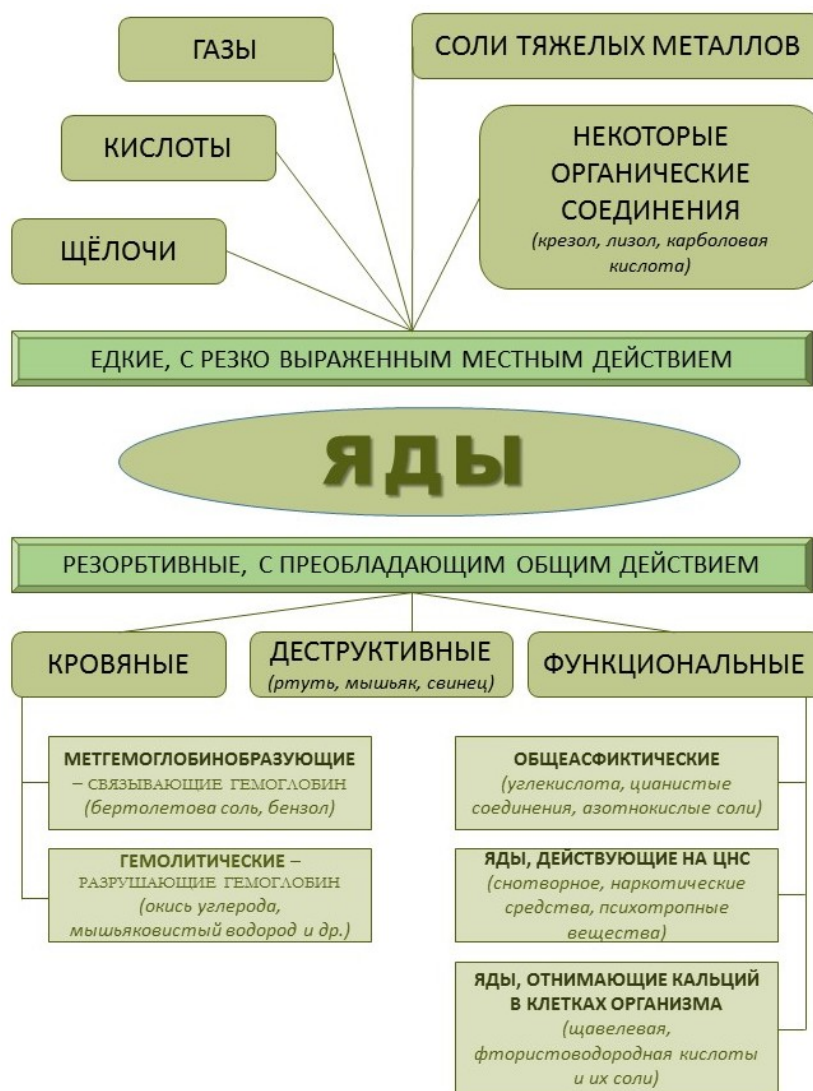 ГАЗЫ
СОЛИ ТЯЖЕЛЫХ МЕТАЛЛОВ
КИСЛОТЫ
НЕКОТОРЫЕ
ОРГАНИЧЕСКИЕ
СОЕДИНЕНИЯ
(крезол, лизол, карболовая
кислота)
ЩЁЛОЧИ
ЕДКИЕ, С РЕЗКО ВЫРАЖЕННЫМ МЕСТНЫМ ДЕЙСТВИЕМ
ЯДЫ
РЕЗОРБТИВНЫЕ, С ПРЕОБЛАДАЮЩИМ ОБЩИМ ДЕЙСТВИЕМ
КРОВЯНЫЕ
ДЕСТРУКТИВНЫЕ
(ртуть, мышьяк, свинец)
ФУНКЦИОНАЛЬНЫЕ
МЕТГЕМОГЛОБИНОБРАЗУЮЩИЕ
– СВЯЗЫВАЮЩИЕ ГЕМОГЛОБИН
(бертолетова соль, бензол)
ГЕМОЛИТИЧЕСКИЕ –
РАЗРУШАЮЩИЕ ГЕМОГЛОБИН
(окись углерода,
мышьяковистый водород и др.)
ОБЩЕАСФИКТИЧЕСКИЕ
(углекислота, цианистые
соединения, азотнокислые соли)
ЯДЫ, ДЕЙСТВУЮЩИЕ НА ЦНС
(снотворное, наркотические
средства, психотропные
вещества)
ЯДЫ, ОТНИМАЮЩИЕ КАЛЬЦИЙ
В КЛЕТКАХ ОРГАНИЗМА
(щавелевая,
фтористоводородная кислоты
и их соли)